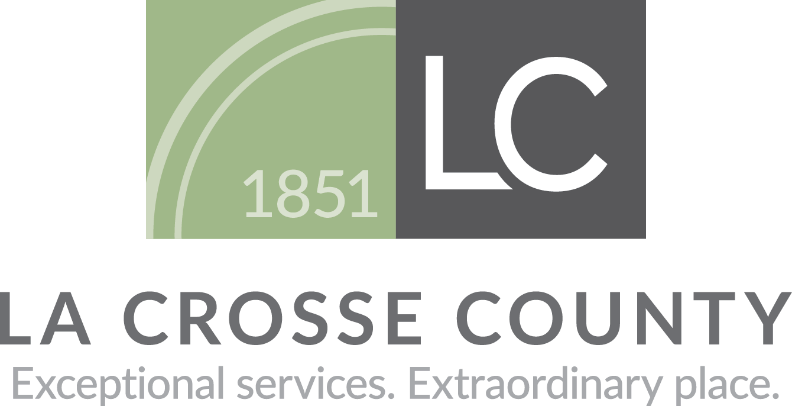 1851
LC
LA CROSSE COUNTY
Exceptional services. Extraordinary place.